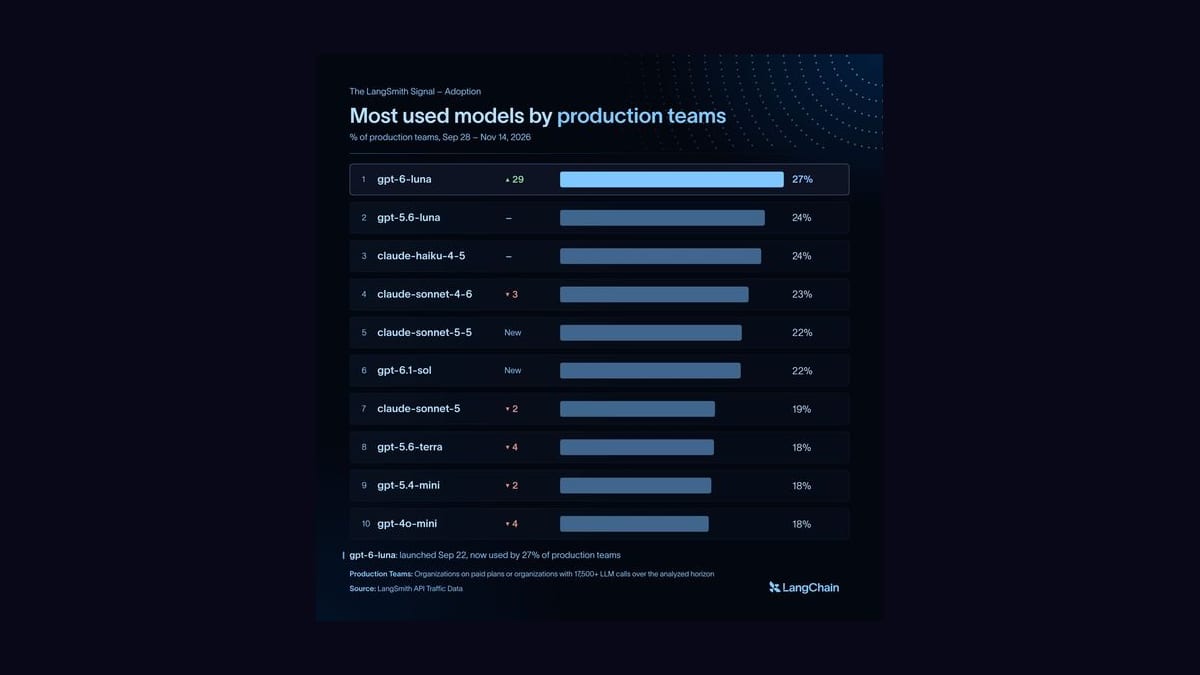 The LangSmith Signal – Adoption
Most used models by production teams
% of production teams, Sep 28 – Nov 14, 2026
1 gpt-6-luna ▲ 29 27%
2 gpt-5.6-luna – 24%
3 claude-haiku-4-5 – 24%
4 claude-sonnet-4-6 ▼ 3 23%
5 claude-sonnet-5-5 New 22%
6 gpt-6.1-sol New 22%
7 claude-sonnet-5 ▼ 2 19%
8 gpt-5.6-terra ▼ 4 18%
9 gpt-5.4-mini ▼ 2 18%
10 gpt-4o-mini ▼ 4 18%
gpt-6-luna: launched Sep 22, now used by 27% of production teams
Production Teams: Organizations on paid plans or organizations with 17,500+ LLM calls over the analyzed horizon
Source: LangSmith API Traffic Data
LangChain